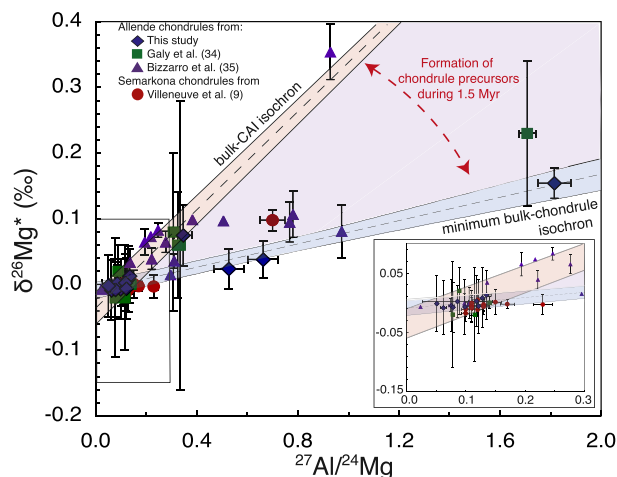 0.4
0.3
0.2
0.1
0.0
-0.1
-0.2
δ²⁶Mg* (‰)
Allende chondrules from:
This study
Galy et al. (34)
Bizzarro et al. (35)
Semarkona chondrules from
Villeneuve et al. (9)
bulk-CAI isochron
Formation of
chondrule precursors
during 1.5 Myr
minimum bulk-chondrule
isochron
0.05
-0.05
-0.15
0.0 0.1 0.2 0.3
0.0 0.4 0.8 1.2 1.6 2.0
²⁷Al/²⁴Mg